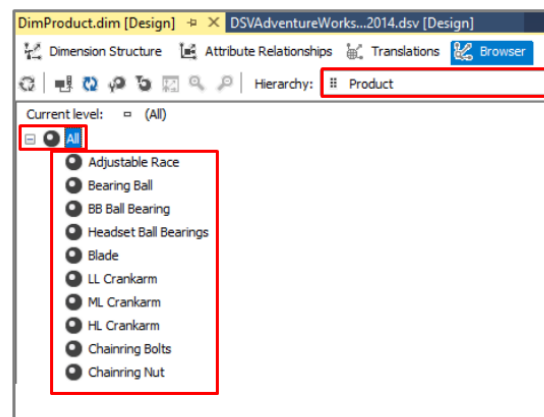 DimProduct.dim [Design] DSVAdventureWorks...2014.dsv [Design]
Dimension Structure Attribute Relationships Translations Browser
Hierarchy: Product
Current level: (All)
All
Adjustable Race
Bearing Ball
BB Ball Bearing
Headset Ball Bearings
Blade
LL Crankarm
ML Crankarm
HL Crankarm
Chainring Bolts
Chainring Nut